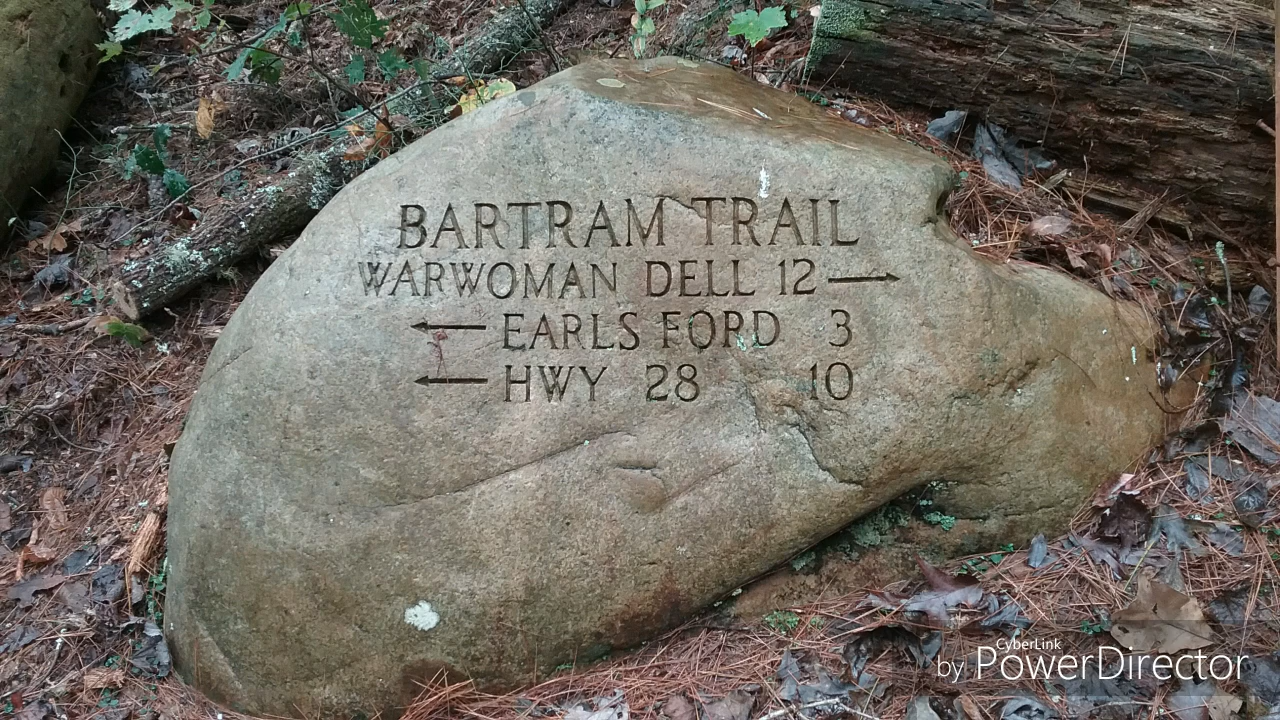 BARTRAM TRAIL
WARWOMAN DELL 12 →
← EARLS FORD 3
← HWY 28 10
CyberLink
by PowerDirector